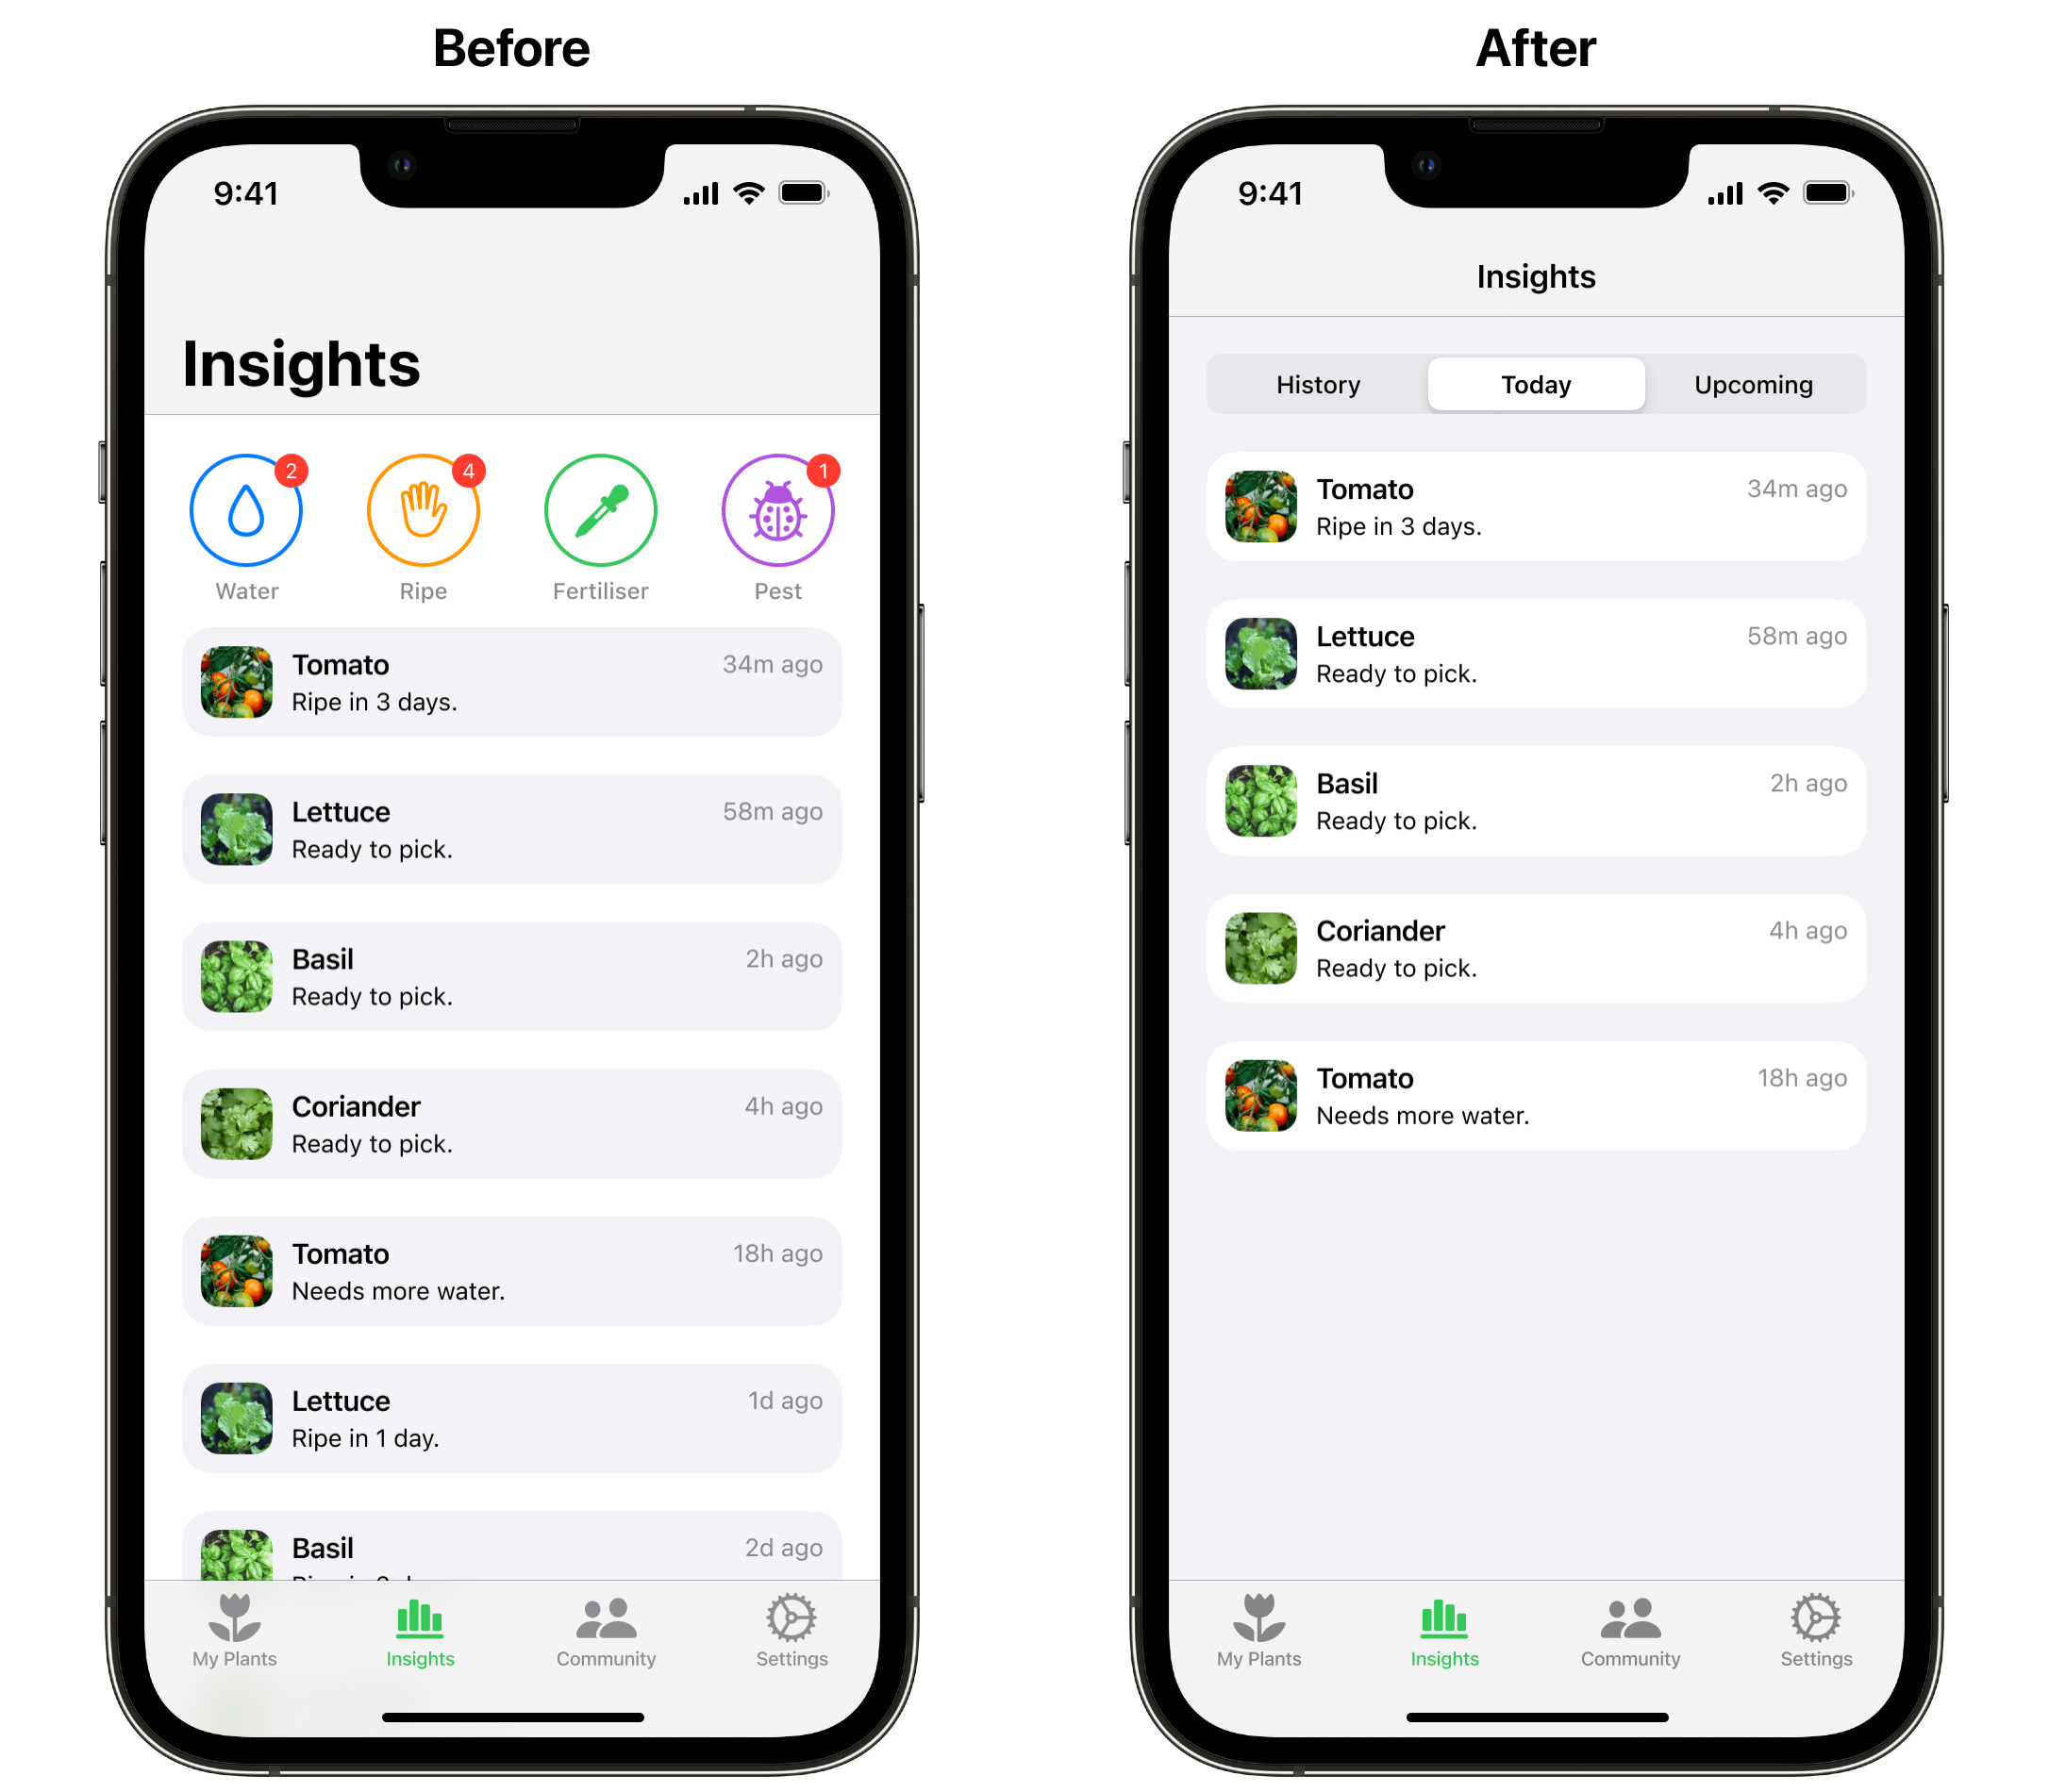 Before
9:41
Insights
2
4
1
Water
Ripe
Fertiliser
Pest
Tomato
34m ago
Ripe in 3 days.
Lettuce
58m ago
Ready to pick.
Basil
2h ago
Ready to pick.
Coriander
4h ago
Ready to pick.
Tomato
18h ago
Needs more water.
Lettuce
1d ago
Ripe in 1 day.
Basil
2d ago
My Plants
Insights
Community
Settings
After
9:41
Insights
History
Today
Upcoming
Tomato
34m ago
Ripe in 3 days.
Lettuce
58m ago
Ready to pick.
Basil
2h ago
Ready to pick.
Coriander
4h ago
Ready to pick.
Tomato
18h ago
Needs more water.
My Plants
Insights
Community
Settings